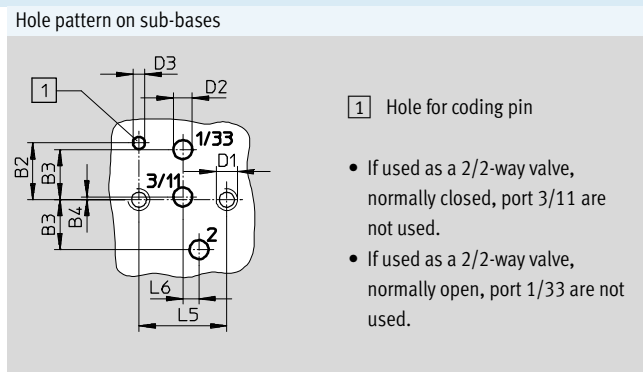 Hole pattern on sub-bases
D3
1
D2
1/33
D1
B2
B3
3/11
B4
B3
2
L6
L5
1 Hole for coding pin
• If used as a 2/2-way valve,
normally closed, port 3/11 are
not used.
• If used as a 2/2-way valve,
normally open, port 1/33 are not
used.